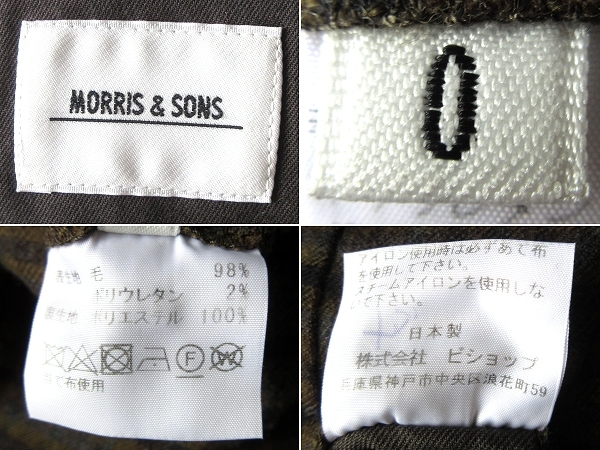 MORRIS & SONS
0
表生地 毛 98%
ポリウレタン 2%
裏生地 ポリエステル 100%
F
W
当て布使用
アイロン使用時は必ずあて布
を使用して下さい。
スチームアイロンを使用しな
いで下さい。
日本製
株式会社 ビショップ
兵庫県神戸市中央区浪花町59